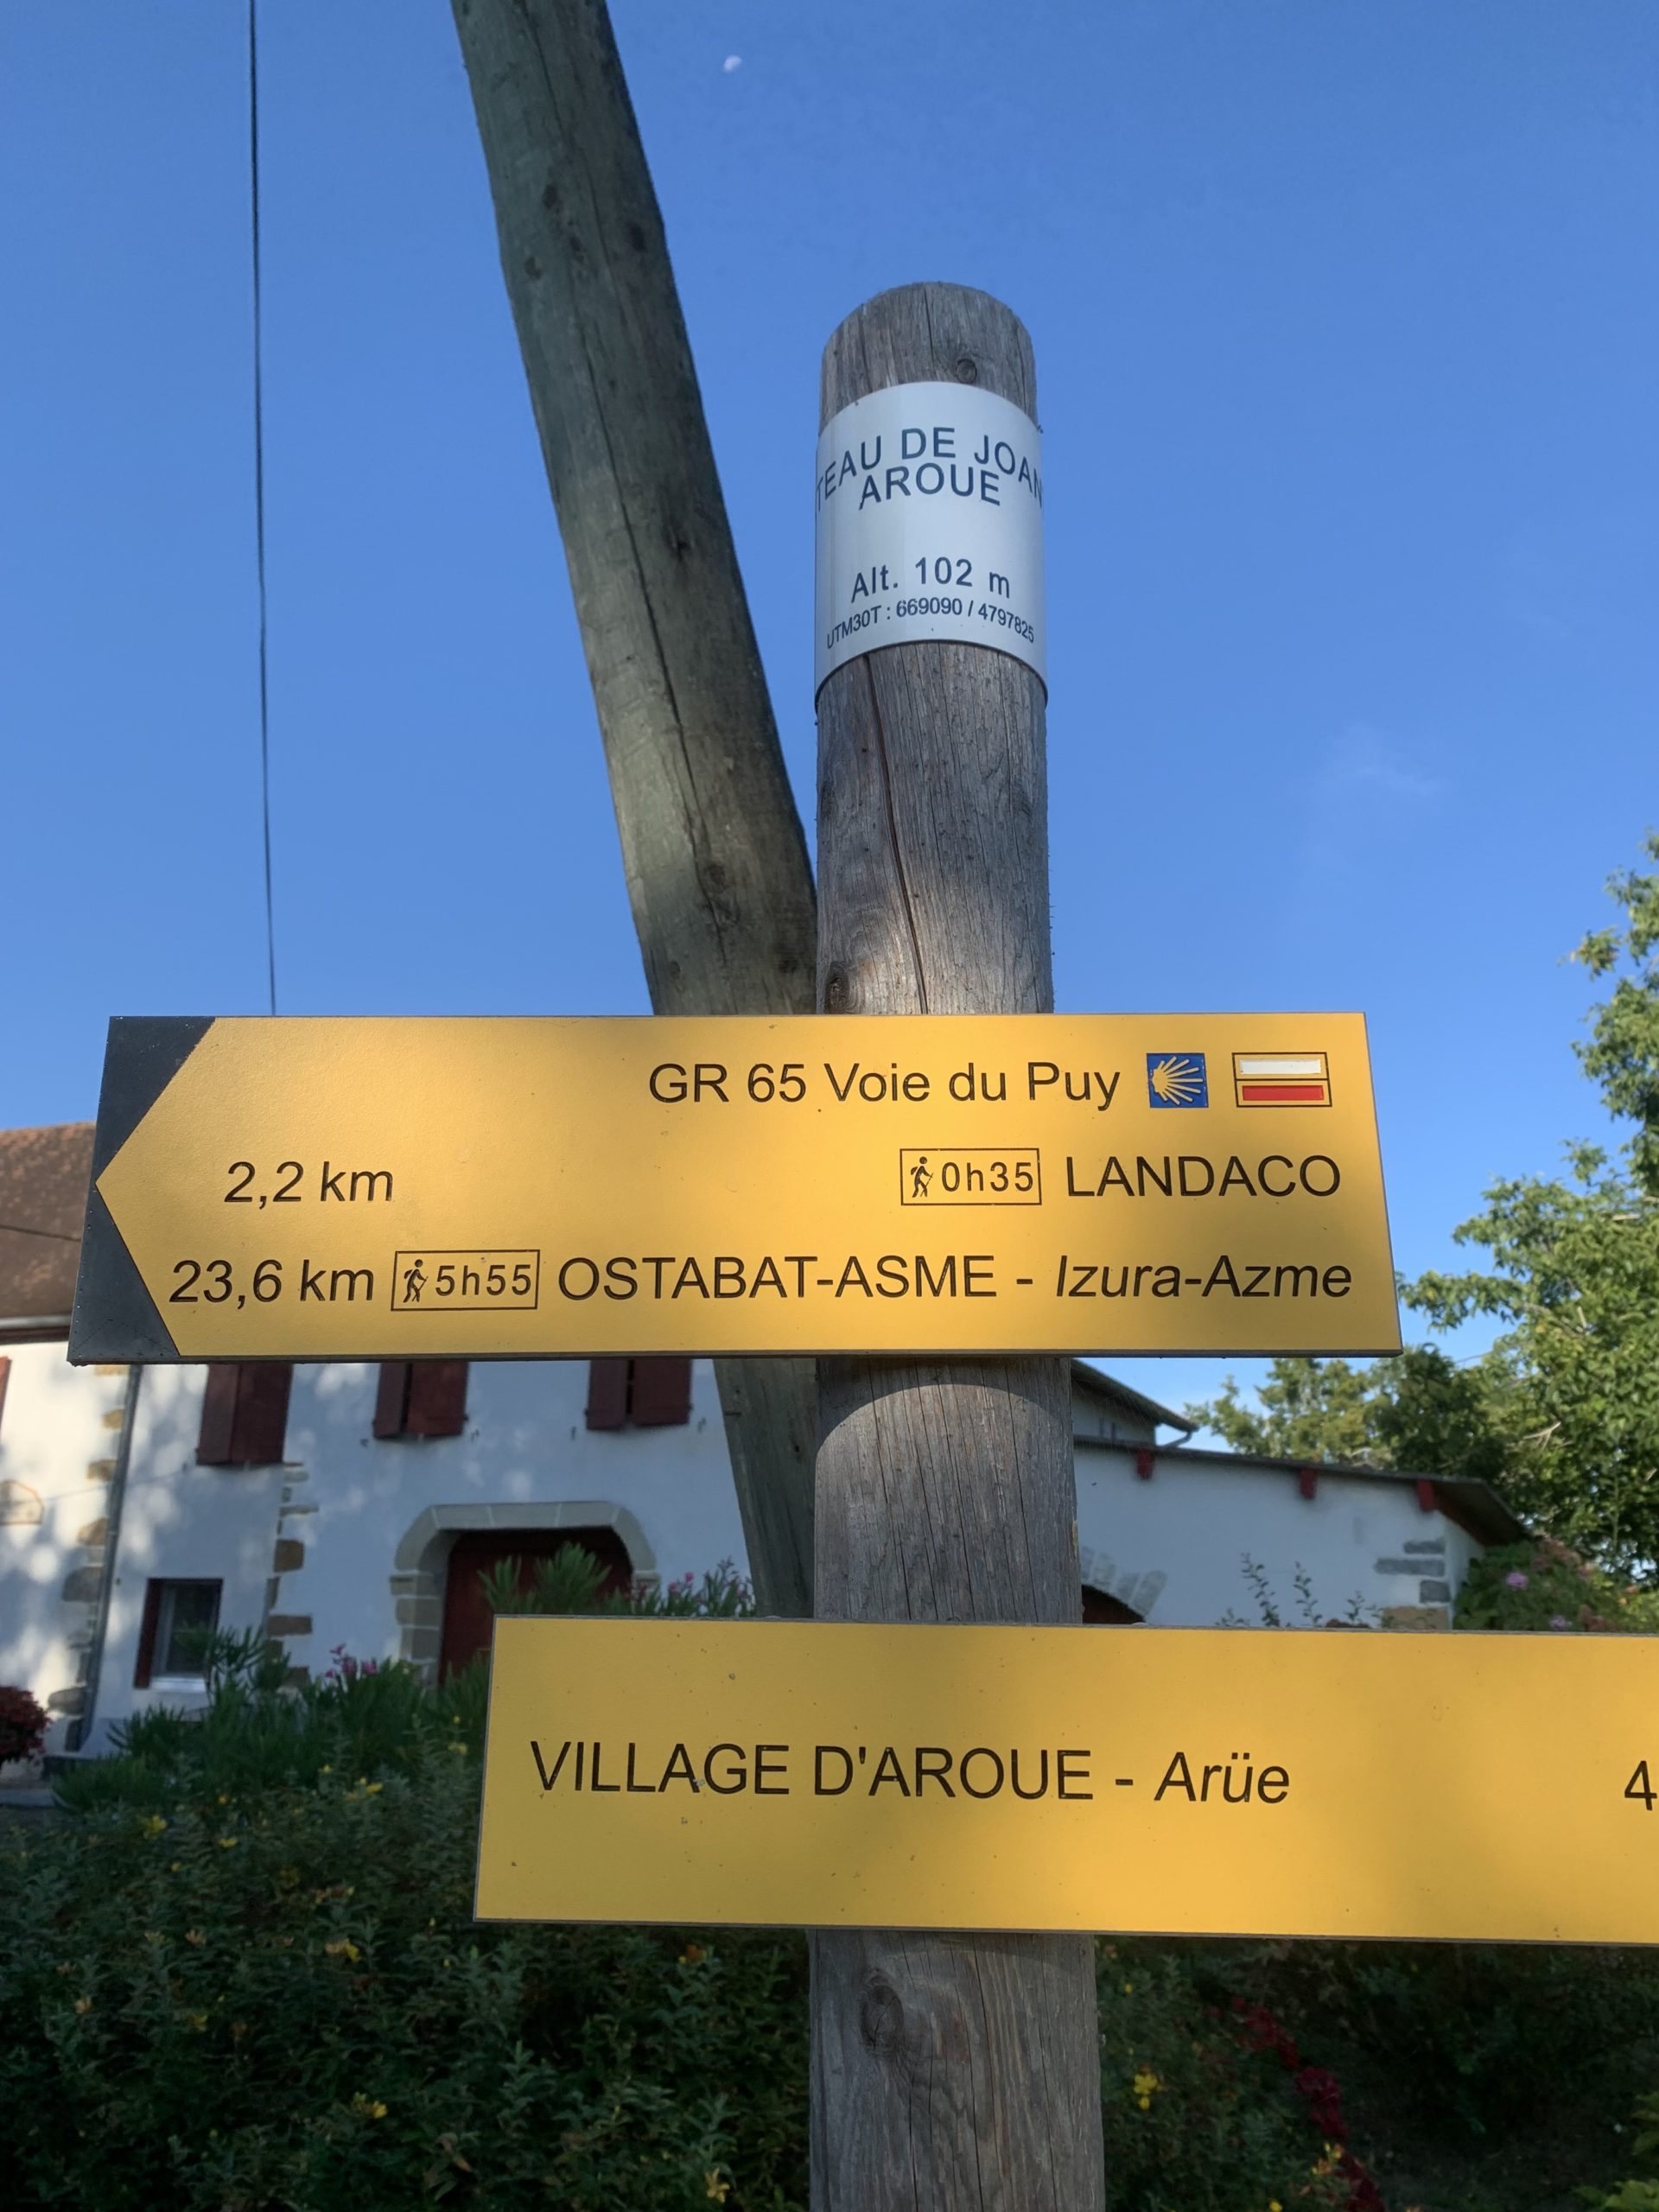 TEAU DE JOAN
AROUE
Alt. 102 m
UTM30T : 669090 / 4797825
GR 65 Voie du Puy
2,2 km 0h35 LANDACO
23,6 km 5h55 OSTABAT-ASME - Izura-Azme
VILLAGE D'AROUE - Arüe 4